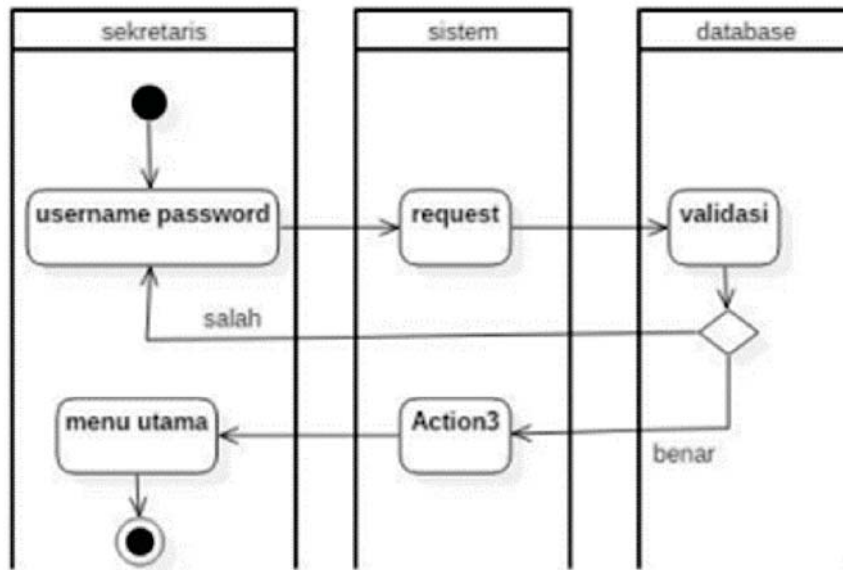 sekretaris
sistem
database
username password
request
validasi
salah
menu utama
Action3
benar